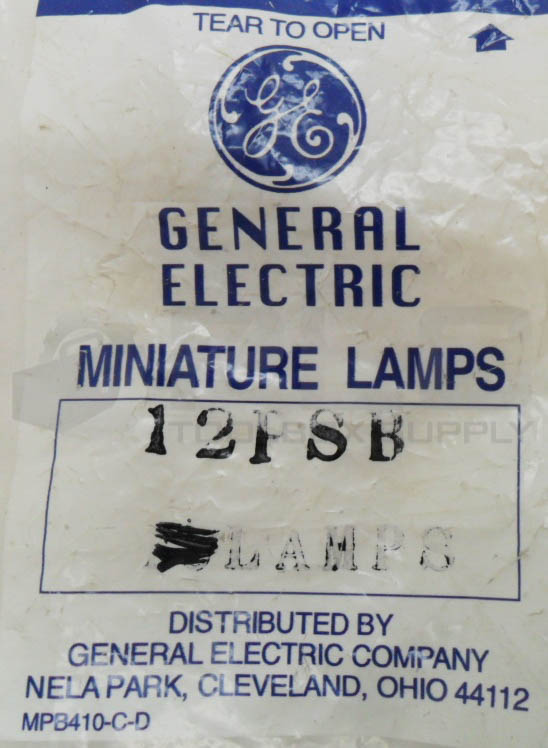 TEAR TO OPEN
GE
GENERAL
ELECTRIC
MINIATURE LAMPS
12PSB
LAMPS
DISTRIBUTED BY
GENERAL ELECTRIC COMPANY
NELA PARK, CLEVELAND, OHIO 44112
MPB410-C-D